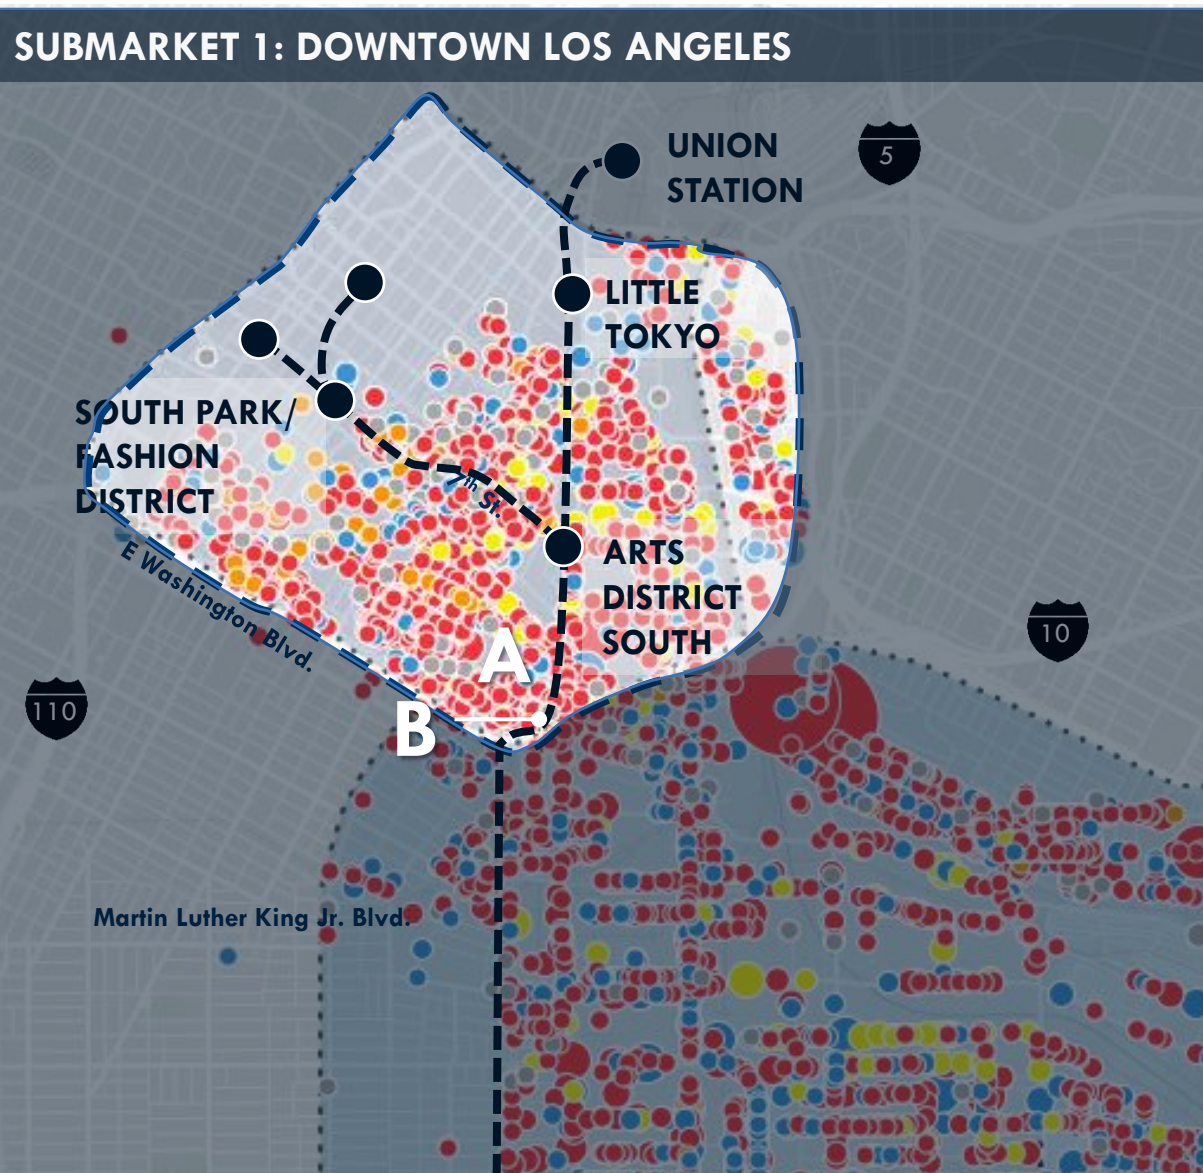 SUBMARKET 1: DOWNTOWN LOS ANGELES
UNION
STATION
5
LITTLE
TOKYO
SOUTH PARK/
FASHION
DISTRICT
7th St.
ARTS
DISTRICT
SOUTH
E Washington Blvd.
10
A
B
110
Martin Luther King Jr. Blvd.